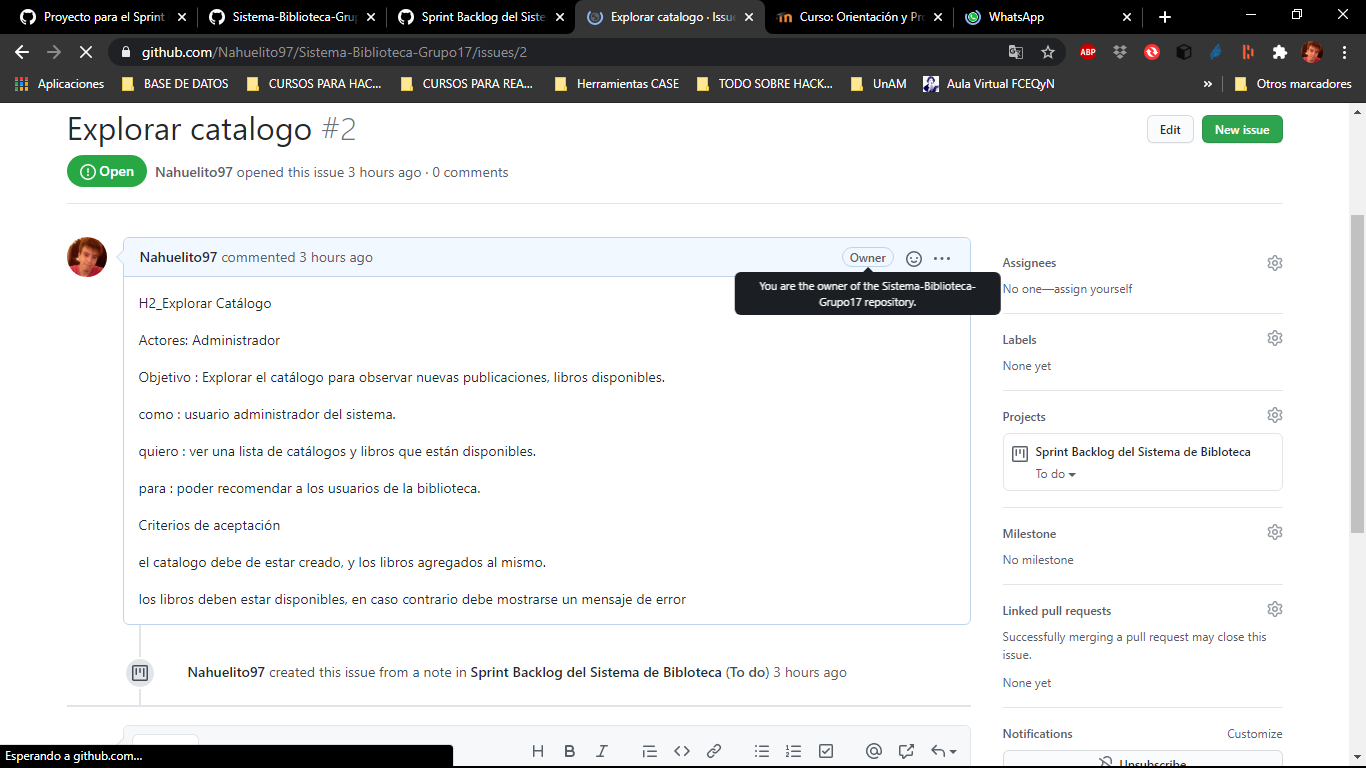 Proyecto para el Sprint
Sistema-Biblioteca-Grup
Sprint Backlog del Siste
Explorar catalogo · Issue
Curso: Orientación y Pro
WhatsApp
github.com/Nahuelito97/Sistema-Biblioteca-Grupo17/issues/2
ABP
Aplicaciones
BASE DE DATOS
CURSOS PARA HAC...
CURSOS PARA REA...
Herramientas CASE
TODO SOBRE HACK...
UnAM
Aula Virtual FCEQyN
»
Otros marcadores
Explorar catalogo #2
Edit
New issue
Open
Nahuelito97 opened this issue 3 hours ago · 0 comments
Nahuelito97 commented 3 hours ago
Owner
You are the owner of the Sistema-Biblioteca-
Grupo17 repository.
H2_Explorar Catálogo
Actores: Administrador
Objetivo : Explorar el catálogo para observar nuevas publicaciones, libros disponibles.
como : usuario administrador del sistema.
quiero : ver una lista de catálogos y libros que están disponibles.
para : poder recomendar a los usuarios de la biblioteca.
Criterios de aceptación
el catalogo debe de estar creado, y los libros agregados al mismo.
los libros deben estar disponibles, en caso contrario debe mostrarse un mensaje de error
Nahuelito97 created this issue from a note in Sprint Backlog del Sistema de Bibloteca (To do) 3 hours ago
Assignees
No one—assign yourself
Labels
None yet
Projects
Sprint Backlog del Sistema de Bibloteca
To do
Milestone
No milestone
Linked pull requests
Successfully merging a pull request may close this
issue.
None yet
Notifications
Customize
Unsubscribe
H B I
Esperando a github.com...